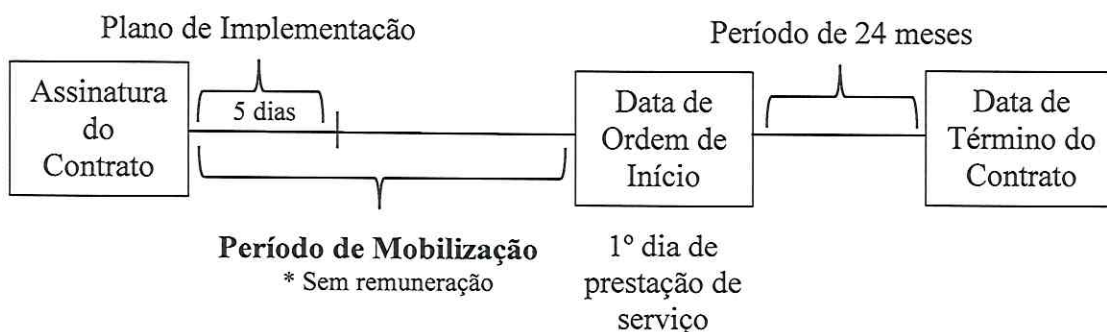 Plano de Implementação
Período de 24 meses
Assinatura
do
Contrato
5 dias
Data de
Ordem de
Início
Data de
Término do
Contrato
Período de Mobilização
* Sem remuneração
1º dia de
prestação de
serviço